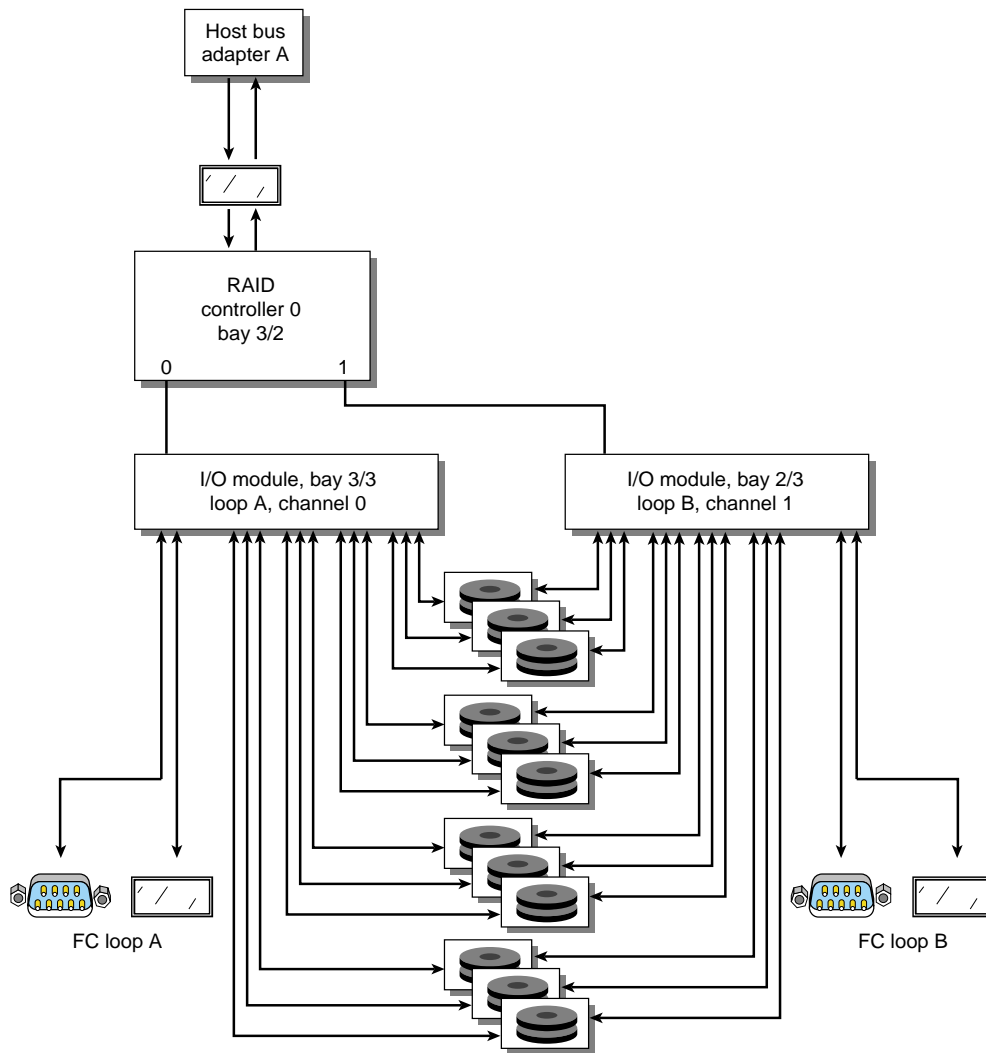 Host bus
adapter A
RAID
controller 0
bay 3/2
0
1
I/O module, bay 3/3
loop A, channel 0
I/O module, bay 2/3
loop B, channel 1
FC loop A
FC loop B